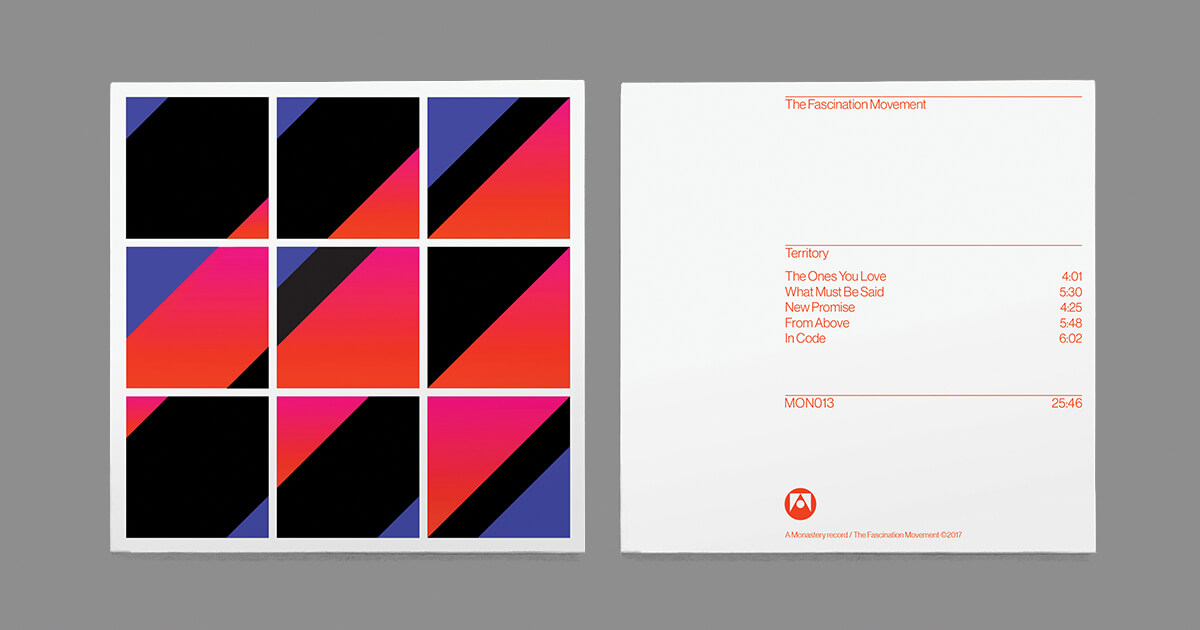 The Fascination Movement
Territory
The Ones You Love 4:01
What Must Be Said 5:30
New Promise 4:25
From Above 5:48
In Code 6:02
MON013 25:46
A Monastery record / The Fascination Movement ©2017